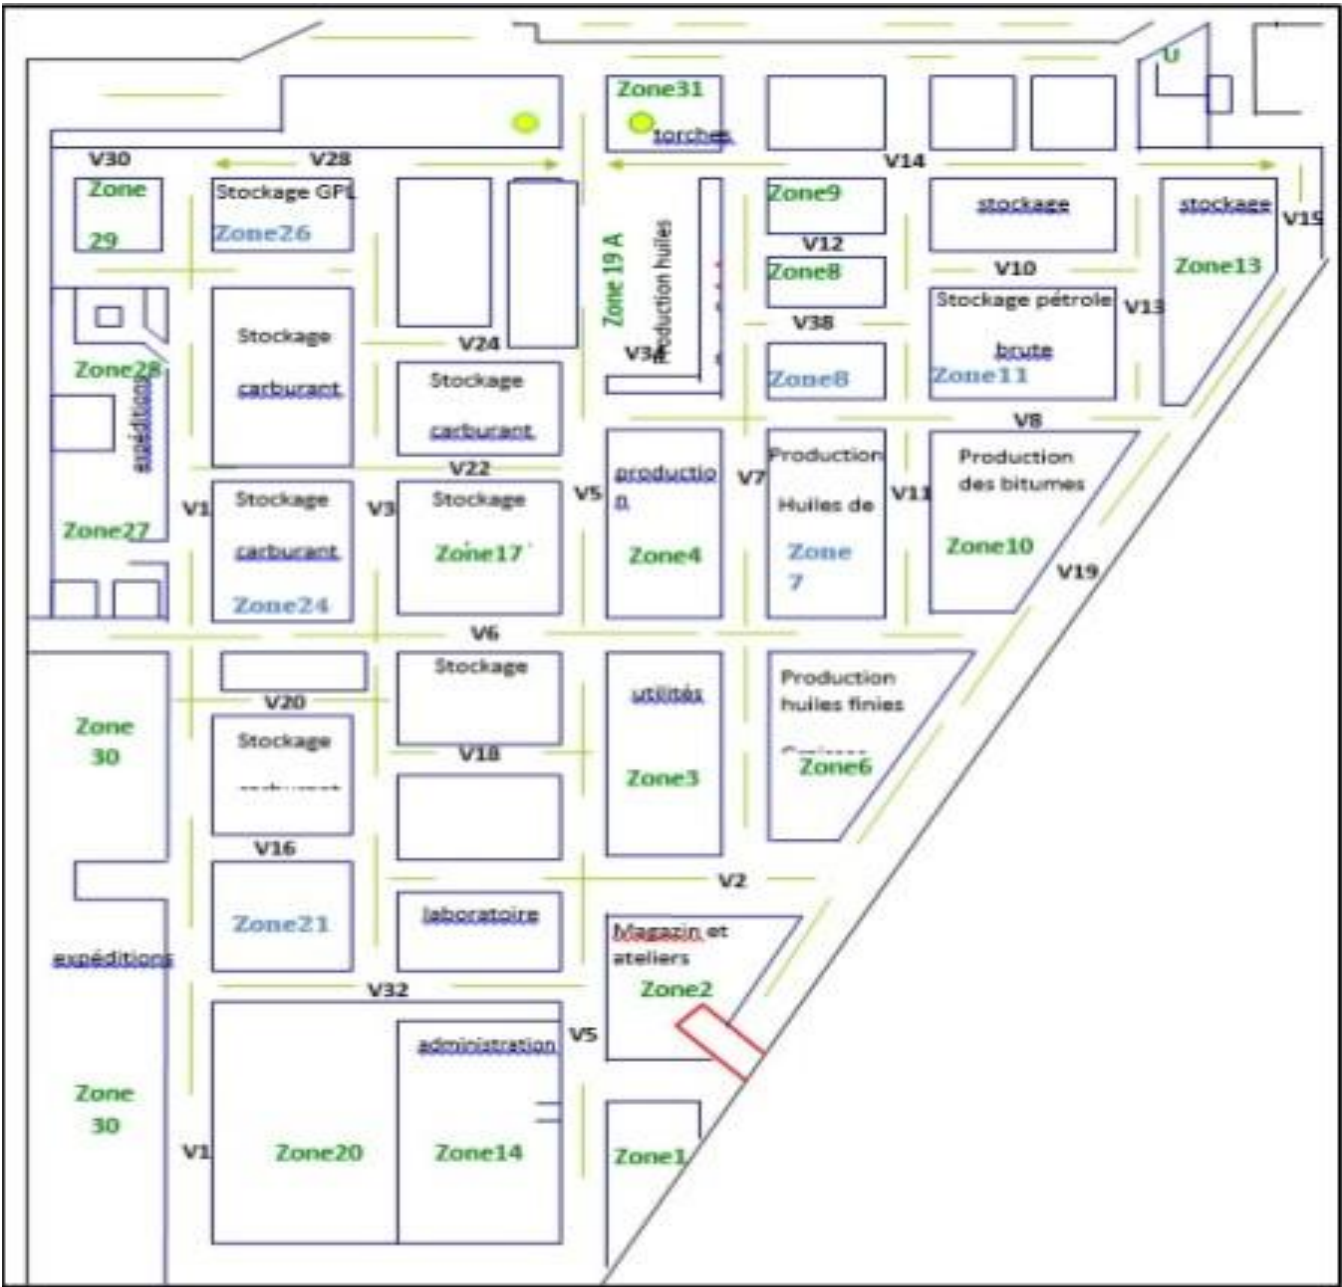 U
Zone31
torches
V30
V28
V14
Zone
29
Stockage GPL
Zone26
Zone 19 A
Production huiles
Zone9
stockage
stockage
V15
V12
Zone13
Zone8
V10
Stockage pétrole
V13
brute
V38
Stockage
carburant
V24
Zone28
expéditions
Stockage
carburant
Zone8
Zone11
V8
V22
Production
Huiles de
Zone
7
Production
des bitumes
Zone10
productio
n
Zone4
V7
V11
V5
V1
Stockage
carburant
Zone24
V3
Stockage
Zone17
Zone27
V19
V6
Stockage
utilités
Zone3
Production
huiles finies
Zone6
Zone
30
V20
Stockage
V18
V16
V2
Zone21
laboratoire
Magazin et
ateliers
Zone2
expéditions
V32
V5
administration
Zone
30
V1
Zone20
Zone14
Zone1